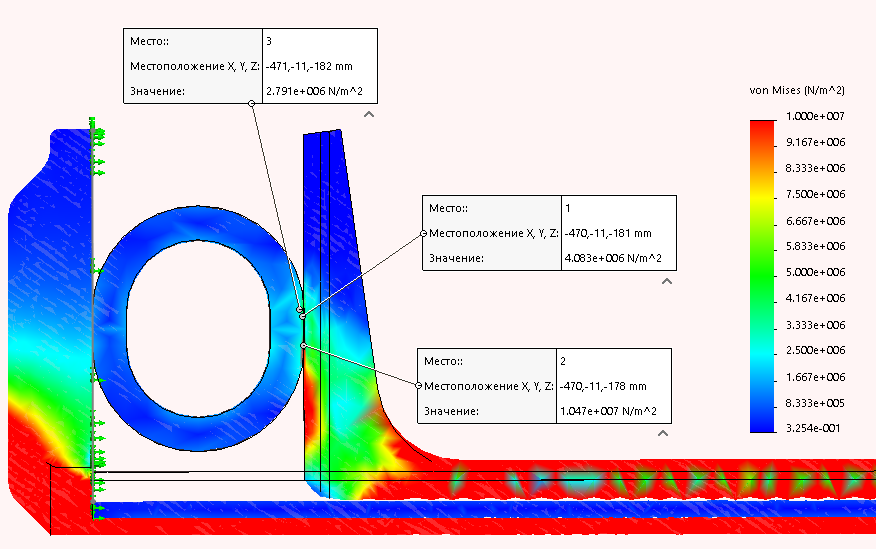 Место:: 3
Местоположение X, Y, Z: -471,-11,-182 mm
Значение: 2.791e+006 N/m^2
von Mises (N/m^2)
1.000e+007
9.167e+006
8.333e+006
7.500e+006
6.667e+006
5.833e+006
5.000e+006
4.167e+006
3.333e+006
2.500e+006
1.667e+006
8.333e+005
3.254e-001
Место:: 1
Местоположение X, Y, Z: -470,-11,-181 mm
Значение: 4.083e+006 N/m^2
Место:: 2
Местоположение X, Y, Z: -470,-11,-178 mm
Значение: 1.047e+007 N/m^2